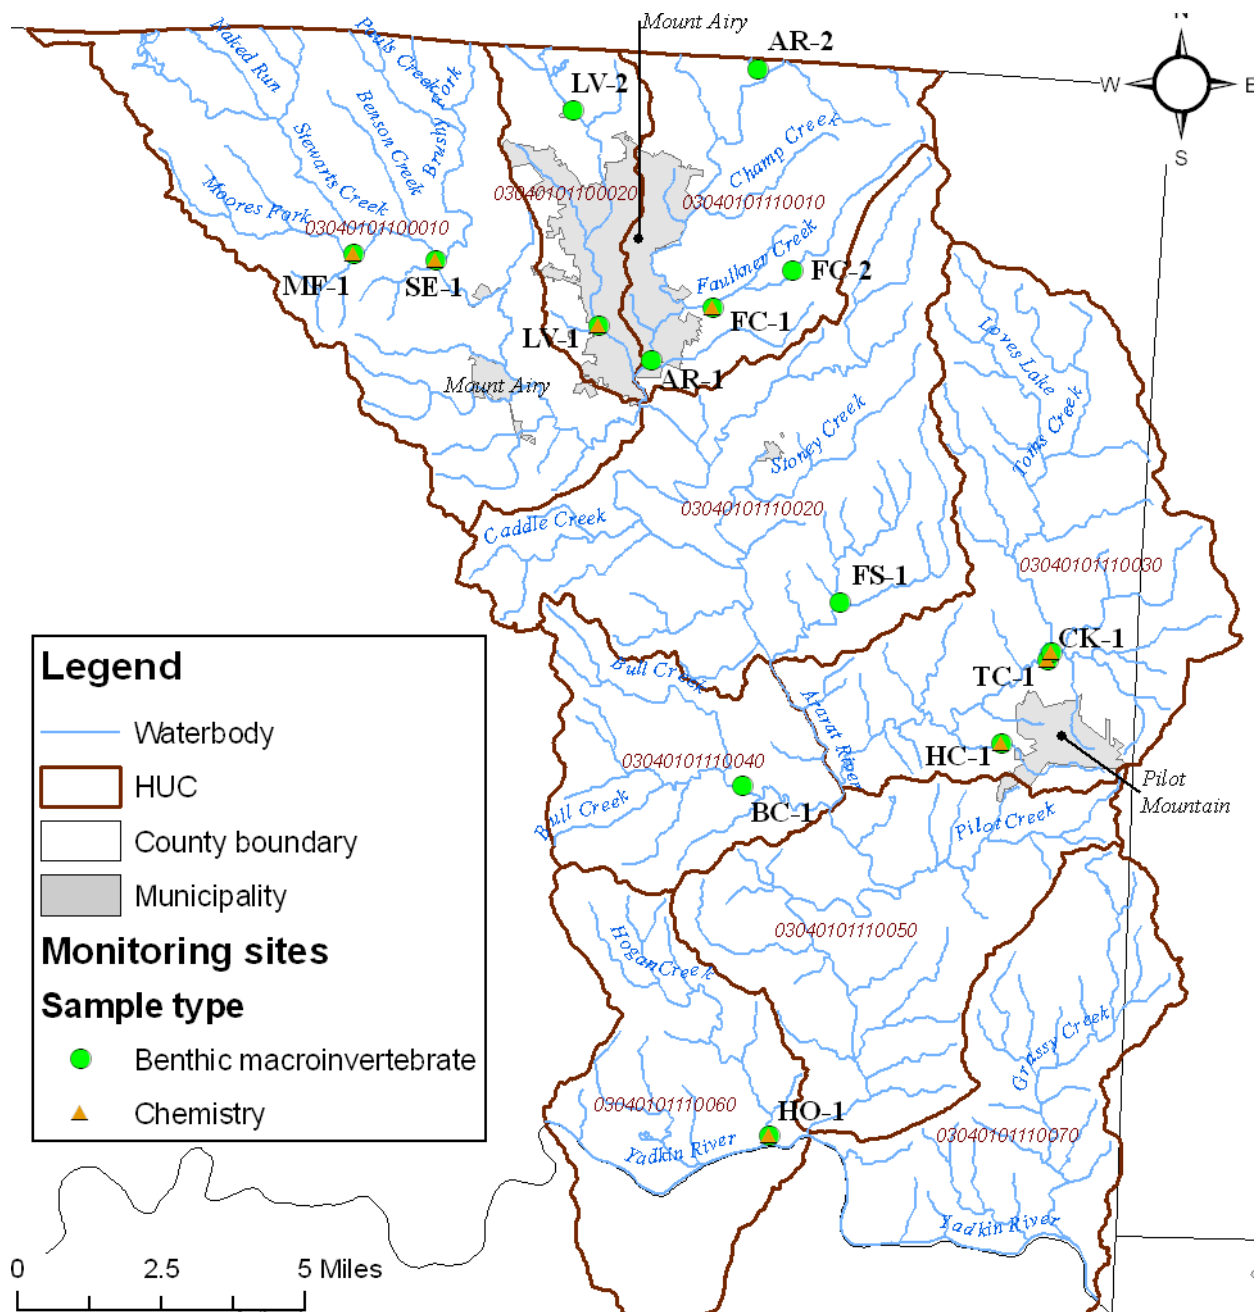 N
Mount Airy
AR-2
W
E
S
Naked Run
Pauls Creek
Brushy Fork
LV-2
Benson Creek
Stewarts Creek
Champ Creek
Moores Fork
03040101100020
03040101110010
03040101100010
MF-1
SE-1
Faulkner Creek
FC-2
FC-1
LV-1
AR-1
Mount Airy
Loves Lake
Toms Creek
Stoney Creek
Caddle Creek
03040101110020
03040101110030
FS-1
CK-1
TC-1
Bull Creek
Ararat River
HC-1
Pilot
Mountain
03040101110040
Bull Creek
BC-1
Pilot Creek
03040101110050
Hogan Creek
Grassy Creek
03040101110060
HO-1
03040101110070
Yadkin River
Yadkin River
Legend
Waterbody
HUC
County boundary
Municipality
Monitoring sites
Sample type
Benthic macroinvertebrate
Chemistry
0 2.5 5 Miles